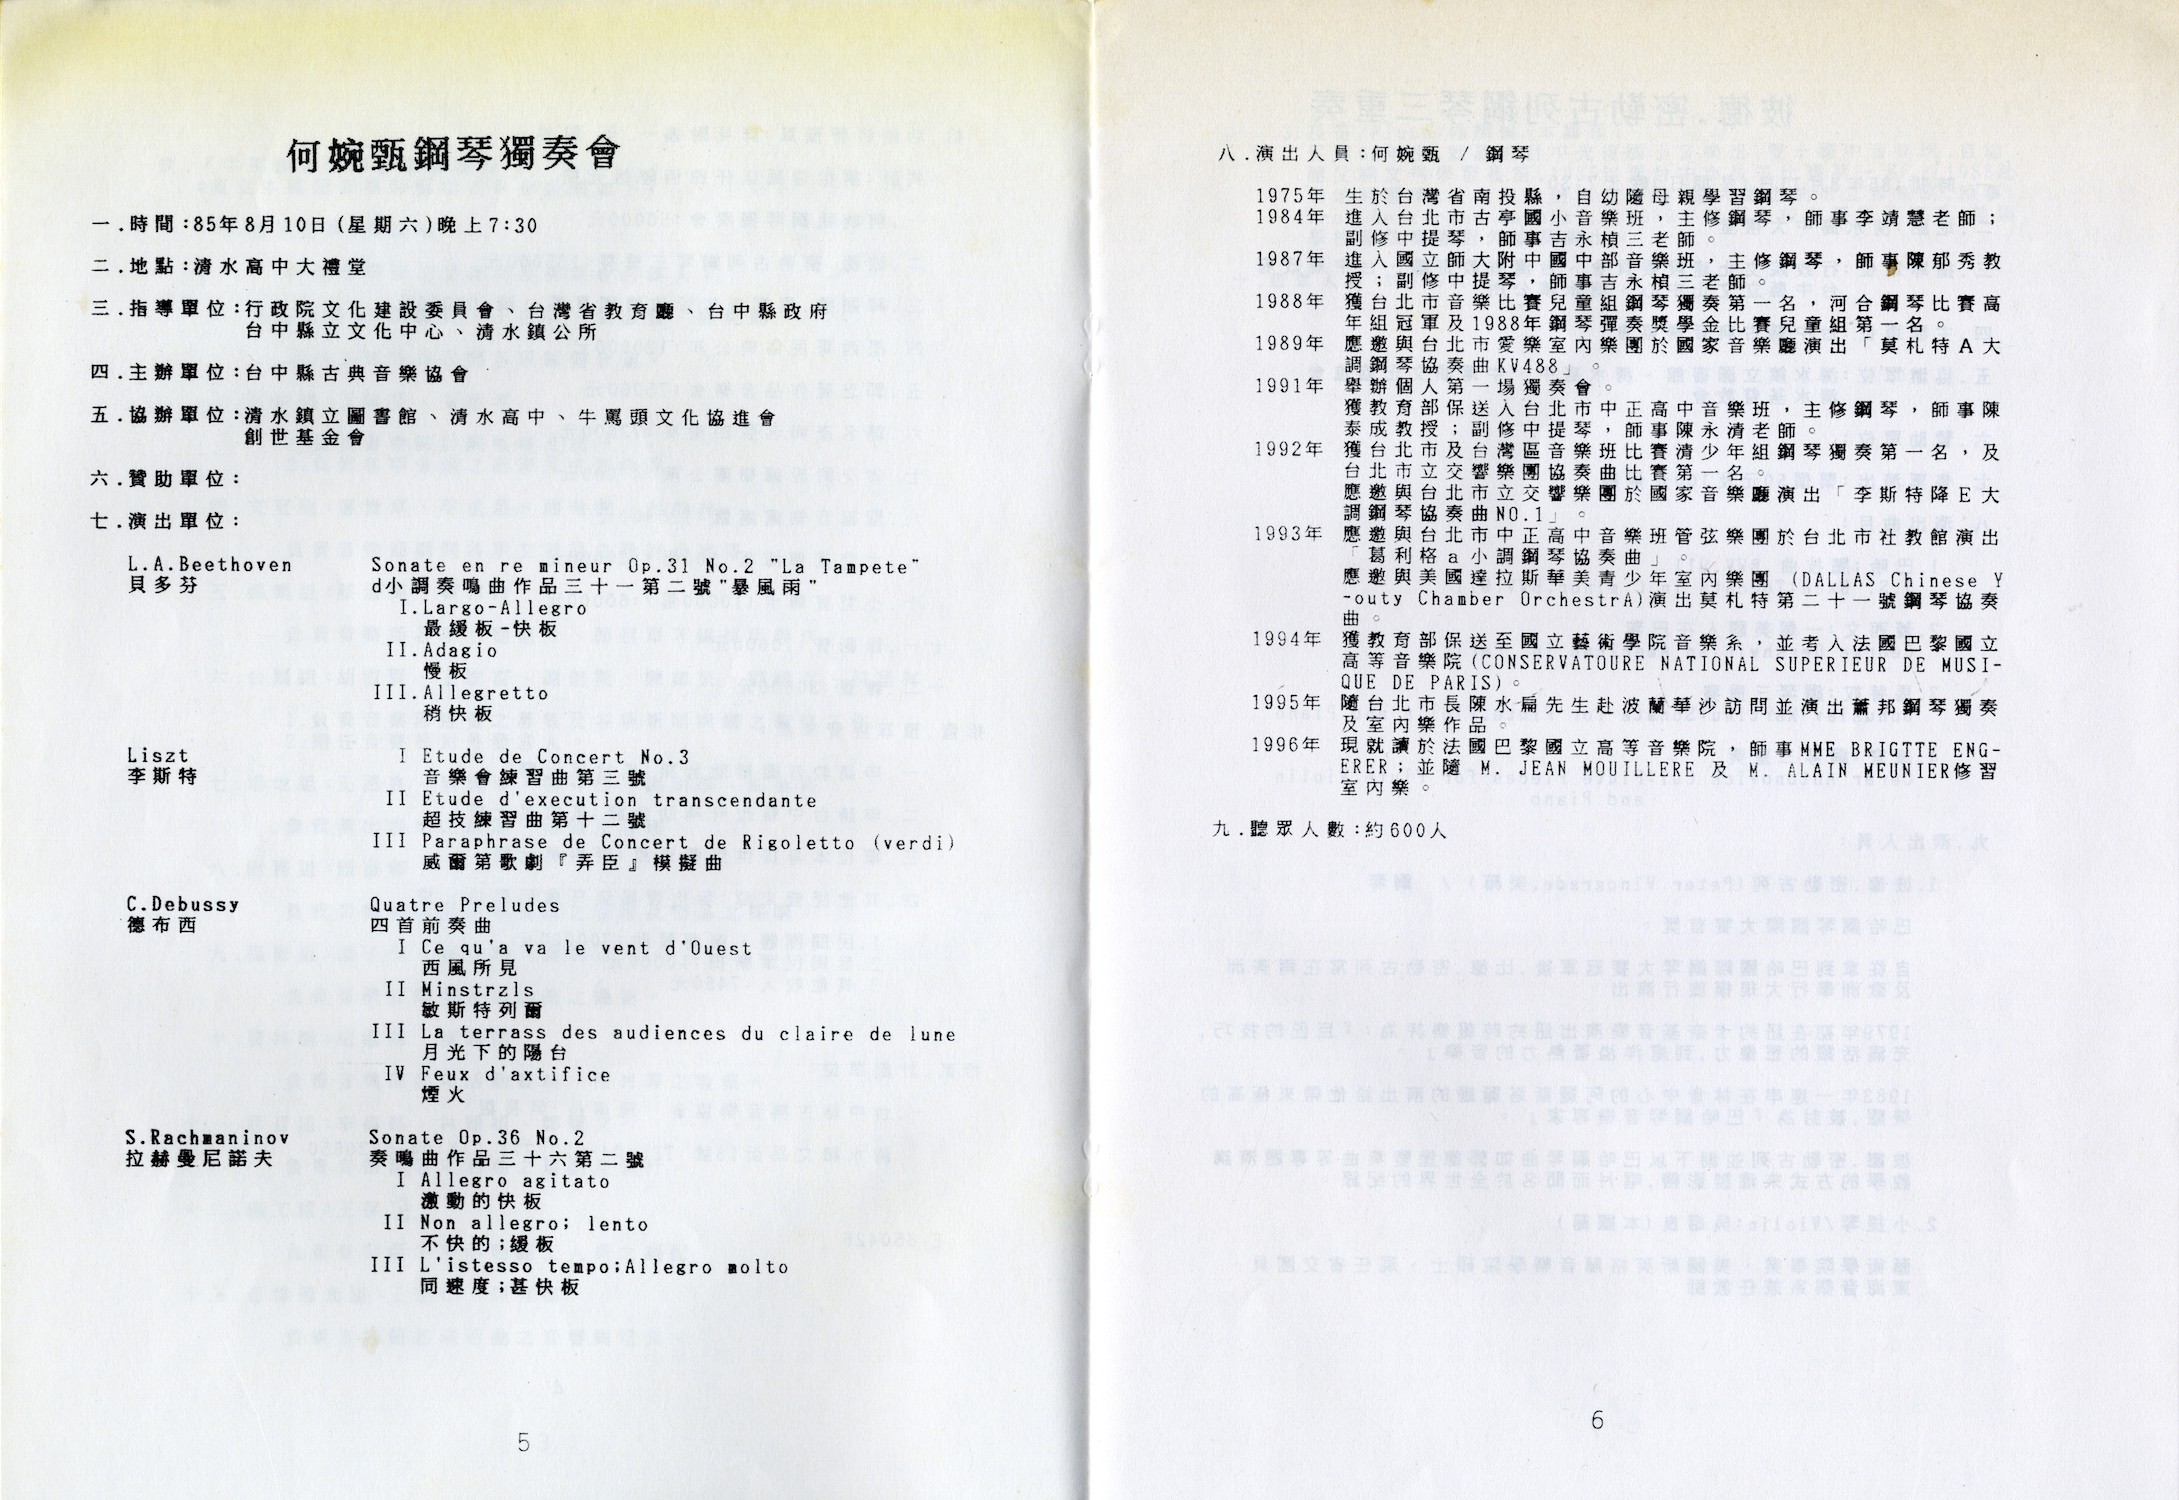 何婉甄鋼琴獨奏會
一.時間:85年8月10日(星期六)晚上7:30
二.地點:清水高中大禮堂
三.指導單位:行政院文化建設委員會、台灣省教育廳、台中縣政府
台中縣立文化中心、清水鎮公所
四.主辦單位:台中縣古典音樂協會
五.協辦單位:清水鎮立圖書館、清水高中、牛罵頭文化協進會
創世基金會
六.贊助單位:
七.演出單位:
L.A.Beethoven Sonate en re mineur Op.31 No.2 "La Tampete"
貝多芬 d小調奏鳴曲作品三十一第二號"暴風雨"
I.Largo-Allegro
最緩板-快板
II.Adagio
慢板
III.Allegretto
稍快板
Liszt I Etude de Concert No.3
李斯特 音樂會練習曲第三號
II Etude d'execution transcendante
超技練習曲第十二號
III Paraphrase de Concert de Rigoletto (verdi)
威爾第歌劇『弄臣』模擬曲
C.Debussy Quatre Preludes
德布西 四首前奏曲
I Ce qu'a va le vent d'Ouest
西風所見
II Minstrzls
敏斯特列爾
III La terrass des audiences du claire de lune
月光下的陽台
IV Feux d'axtifice
煙火
S.Rachmaninov Sonate Op.36 No.2
拉赫曼尼諾夫 奏鳴曲作品三十六第二號
I Allegro agitato
激動的快板
II Non allegro; lento
不快的;緩板
III L'istesso tempo;Allegro molto
同速度;甚快板
5
八.演出人員:何婉甄 / 鋼琴
1975年 生於台灣省南投縣，自幼隨母親學習鋼琴。
1984年 進入台北市古亭國小音樂班，主修鋼琴，師事李靖慧老師；
副修中提琴，師事吉永楨三老師。
1987年 進入國立師大附中國中部音樂班，主修鋼琴，師事陳郁秀教
授；副修中提琴，師事吉永楨三老師。
1988年 獲台北市音樂比賽兒童組鋼琴獨奏第一名，河合鋼琴比賽高
年組冠軍及1988年鋼琴彈奏獎學金比賽兒童組第一名。
1989年 應邀與台北市愛樂室內樂團於國家音樂廳演出「莫札特A大
調鋼琴協奏曲KV488」。
1991年 舉辦個人第一場獨奏會。
獲教育部保送入台北市中正高中音樂班，主修鋼琴，師事陳
泰成教授；副修中提琴，師事陳永清老師。
1992年 獲台北市及台灣區音樂班比賽清少年組鋼琴獨奏第一名，及
台北市立交響樂團協奏曲比賽第一名。
應邀與台北市立交響樂團於國家音樂廳演出「李斯特降E大
調鋼琴協奏曲NO.1」。
1993年 應邀與台北市中正高中音樂班管弦樂團於台北市社教館演出
「葛利格a小調鋼琴協奏曲」。
應邀與美國達拉斯華美青少年室內樂團 (DALLAS Chinese Y
-outy Chamber OrchestrA)演出莫札特第二十一號鋼琴協奏
曲。
1994年 獲教育部保送至國立藝術學院音樂系，並考入法國巴黎國立
高等音樂院(CONSERVATOURE NATIONAL SUPERIEUR DE MUSI-
QUE DE PARIS)。
1995年 隨台北市長陳水扁先生赴波蘭華沙訪問並演出蕭邦鋼琴獨奏
及室內樂作品。
1996年 現就讀於法國巴黎國立高等音樂院，師事MME BRIGTTE ENG-
ERER；並隨 M. JEAN MOUILLERE 及 M. ALAIN MEUNIER修習
室內樂。
九.聽眾人數:約600人
6